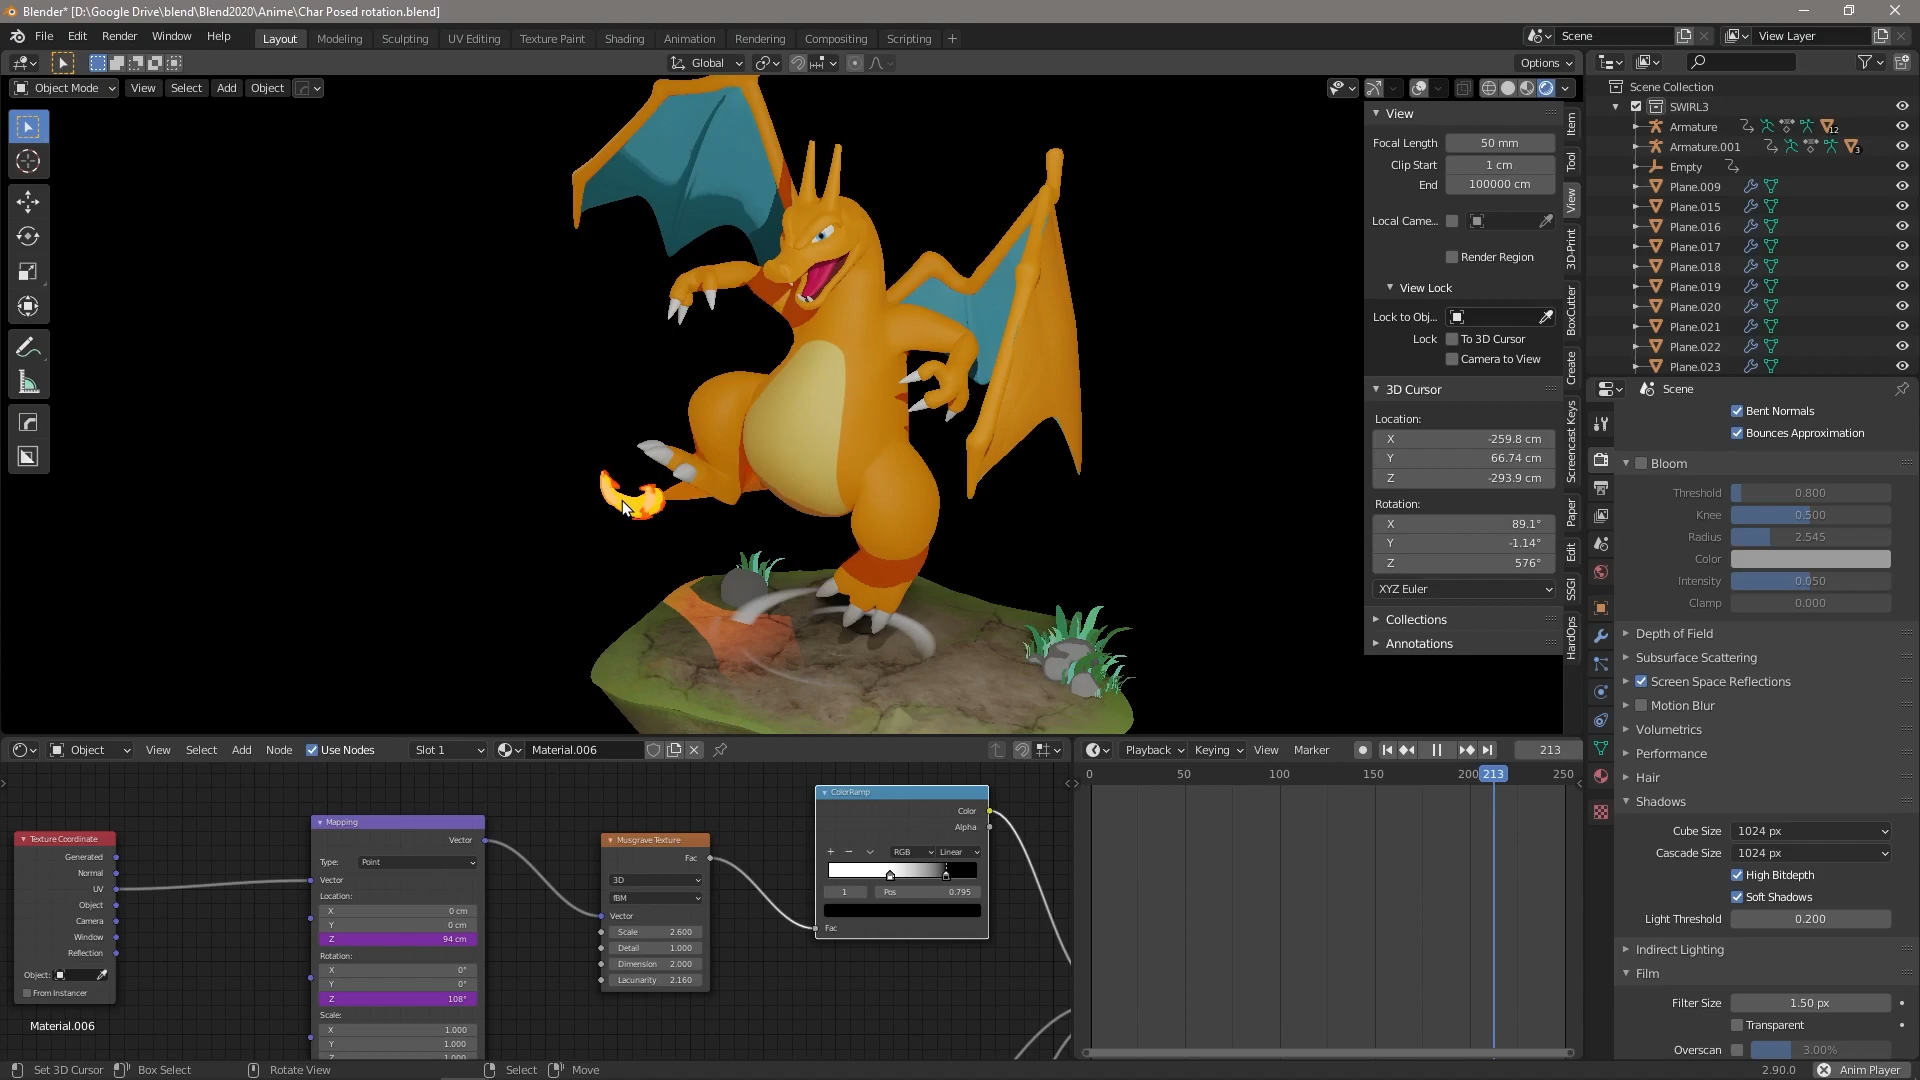 Blender* [D:\Google Drive\blend\Blend2020\Anime\Char Posed rotation.blend]
File Edit Render Window Help Layout Modeling Sculpting UV Editing Texture Paint Shading Animation Rendering Compositing Scripting + Scene View Layer
Global Options
Object Mode View Select Add Object
View
Focal Length 50 mm
Clip Start 1 cm
End 100000 cm
Local Came...
Render Region
View Lock
Lock to Obj...
Lock To 3D Cursor
Camera to View
3D Cursor
Location:
X -259.8 cm
Y 66.74 cm
Z -293.9 cm
Rotation:
X 89.1°
Y -1.14°
Z 576°
XYZ Euler
Collections
Annotations
Item
Tool
View
3D-Print
BoxCutter
Create
Screencast Keys
Paper
Edit
SSGI
HardOps
Scene Collection
SWIRL3
Armature 12
Armature.001 3
Empty
Plane.009
Plane.015
Plane.016
Plane.017
Plane.018
Plane.019
Plane.020
Plane.021
Plane.022
Plane.023
Scene
Bent Normals
Bounces Approximation
Bloom
Threshold 0.800
Knee 0.500
Radius 2.545
Color
Intensity 0.050
Clamp 0.000
Depth of Field
Subsurface Scattering
Screen Space Reflections
Motion Blur
Volumetrics
Performance
Hair
Shadows
Cube Size 1024 px
Cascade Size 1024 px
High Bitdepth
Soft Shadows
Light Threshold 0.200
Indirect Lighting
Film
Filter Size 1.50 px
Transparent
Overscan 3.00%
Object View Select Add Node Use Nodes Slot 1 Material.006
Texture Coordinate
Generated
Normal
UV
Object
Camera
Window
Reflection
Object:
From Instancer
Material.006
Mapping
Vector
Type: Point
Vector
Location:
X 0 cm
Y 0 cm
Z 94 cm
Rotation:
X 0°
Y 0°
Z 108°
Scale:
X 1.000
Y 1.000
Musgrave Texture
Fac
3D
fBM
Vector
Scale 2.600
Detail 1.000
Dimension 2.000
Lacunarity 2.160
ColorRamp
Color
Alpha
+ − RGB Linear
1 Pos 0.795
Fac
Playback Keying View Marker 213
0 50 100 150 200 213 250
Set 3D Cursor Box Select Rotate View Select Move 2.90.0 Anim Player